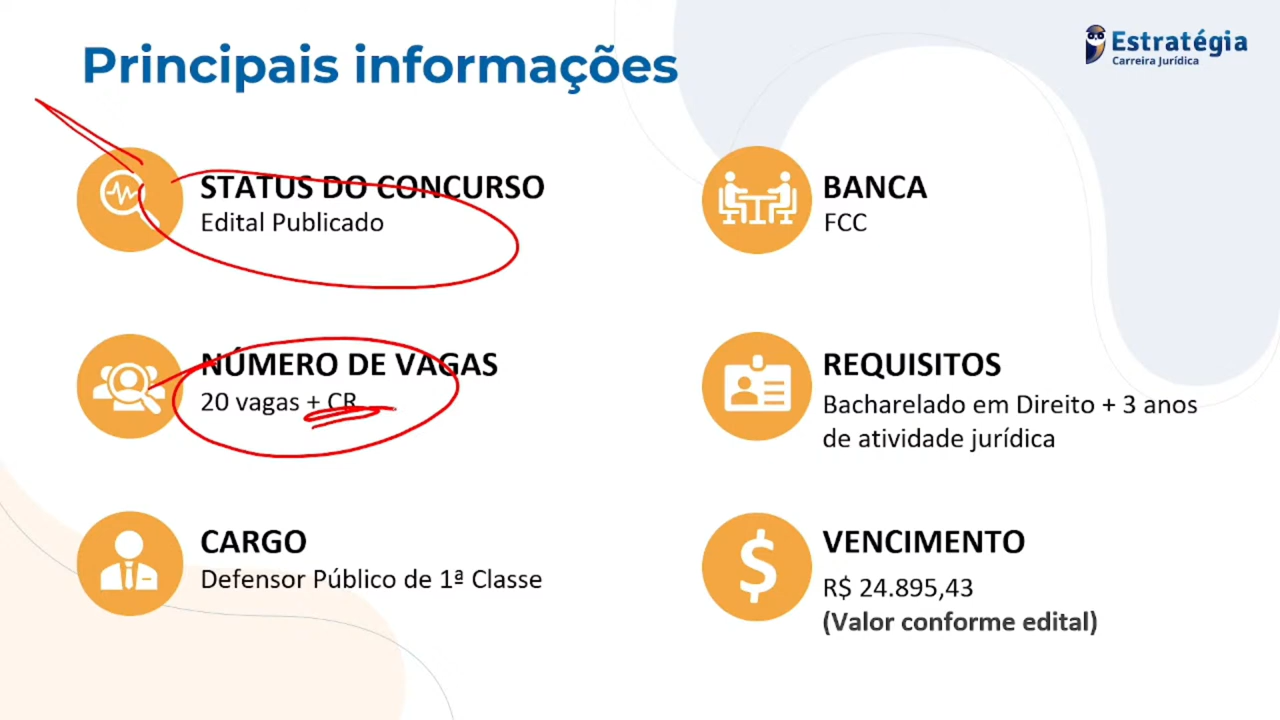 Principais informações
Estratégia
Carreira Jurídica
STATUS DO CONCURSO
Edital Publicado
BANCA
FCC
NÚMERO DE VAGAS
20 vagas + CR
REQUISITOS
Bacharelado em Direito + 3 anos
de atividade jurídica
CARGO
Defensor Público de 1ª Classe
VENCIMENTO
R$ 24.895,43
(Valor conforme edital)